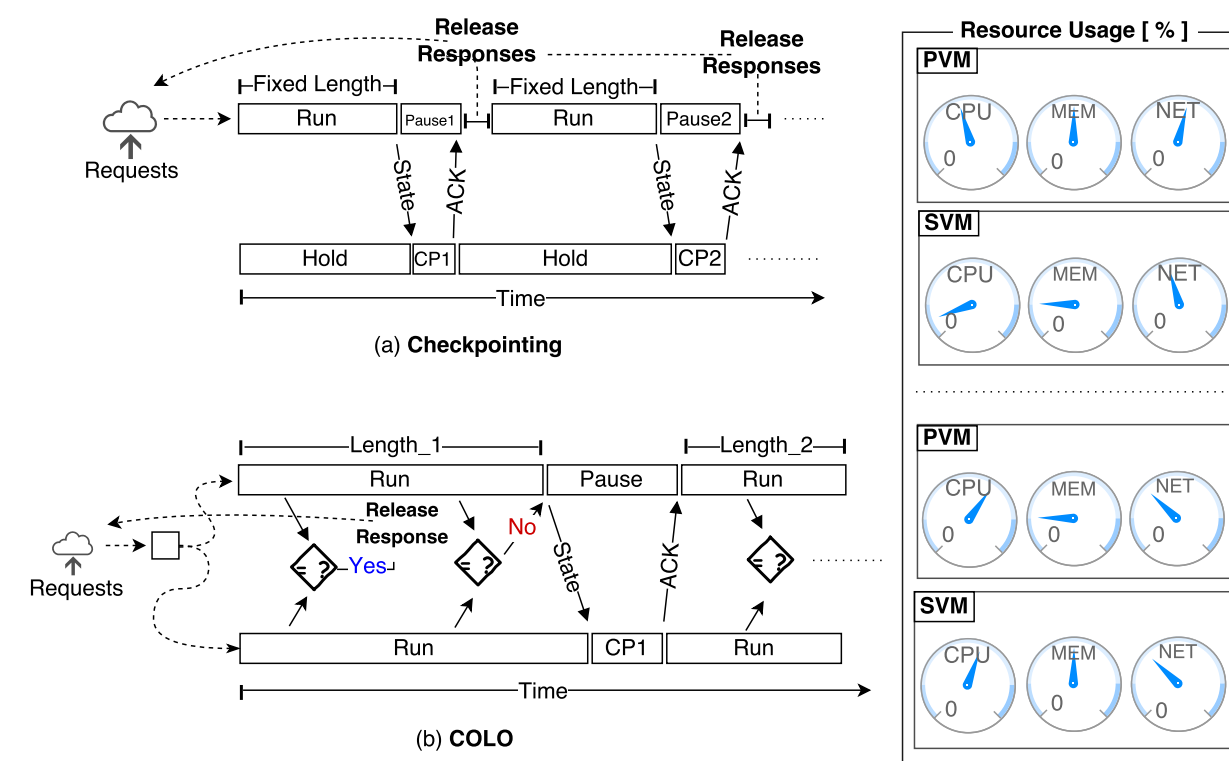 Release
Responses
Release
Responses
Fixed Length
Fixed Length
Run
Pause1
Run
Pause2
......
Requests
State
ACK
State
ACK
Hold
CP1
Hold
CP2
Time
(a) Checkpointing
Length_1
Length_2
Run
Pause
Run
Release
Response
No
= ?
Yes
= ?
State
ACK
= ?
Requests
Run
CP1
Run
Time
(b) COLO
Resource Usage [ % ]
PVM
CPU
MEM
NET
0
0
0
SVM
CPU
MEM
NET
0
0
0
PVM
CPU
MEM
NET
0
0
0
SVM
CPU
MEM
NET
0
0
0